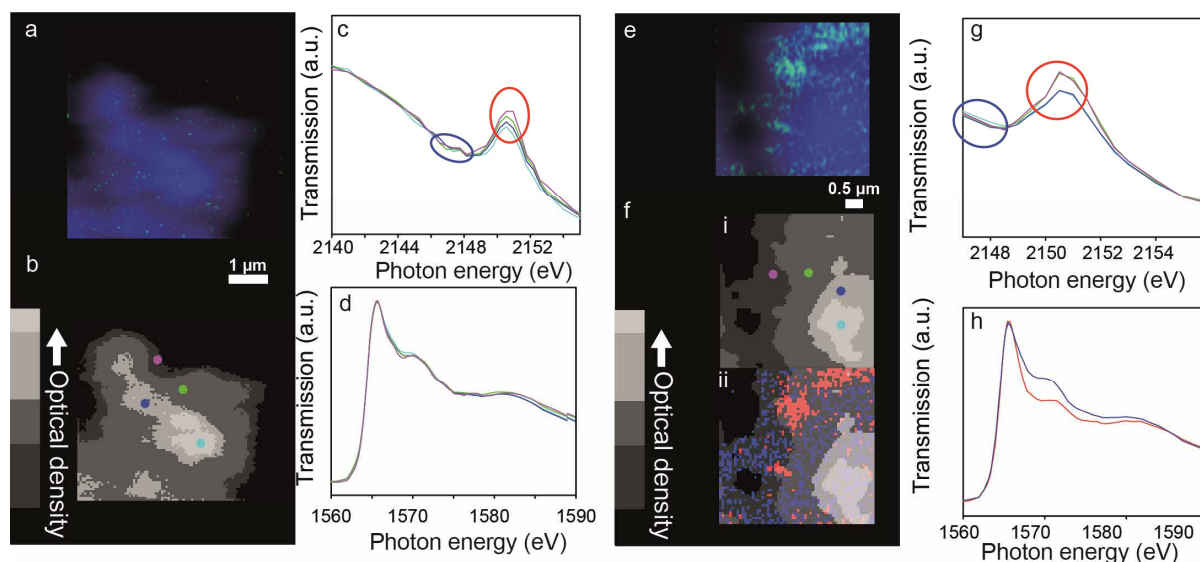 a
b
1 µm
Optical density
c
Transmission (a.u.)
2140 2144 2148 2152
Photon energy (eV)
d
Transmission (a.u.)
1560 1570 1580 1590
Photon energy (eV)
e
0.5 µm
f
i
ii
Optical density
g
Transmission (a.u.)
2148 2150 2152 2154
Photon energy (eV)
h
Transmission (a.u.)
1560 1570 1580 1590
Photon energy (eV)